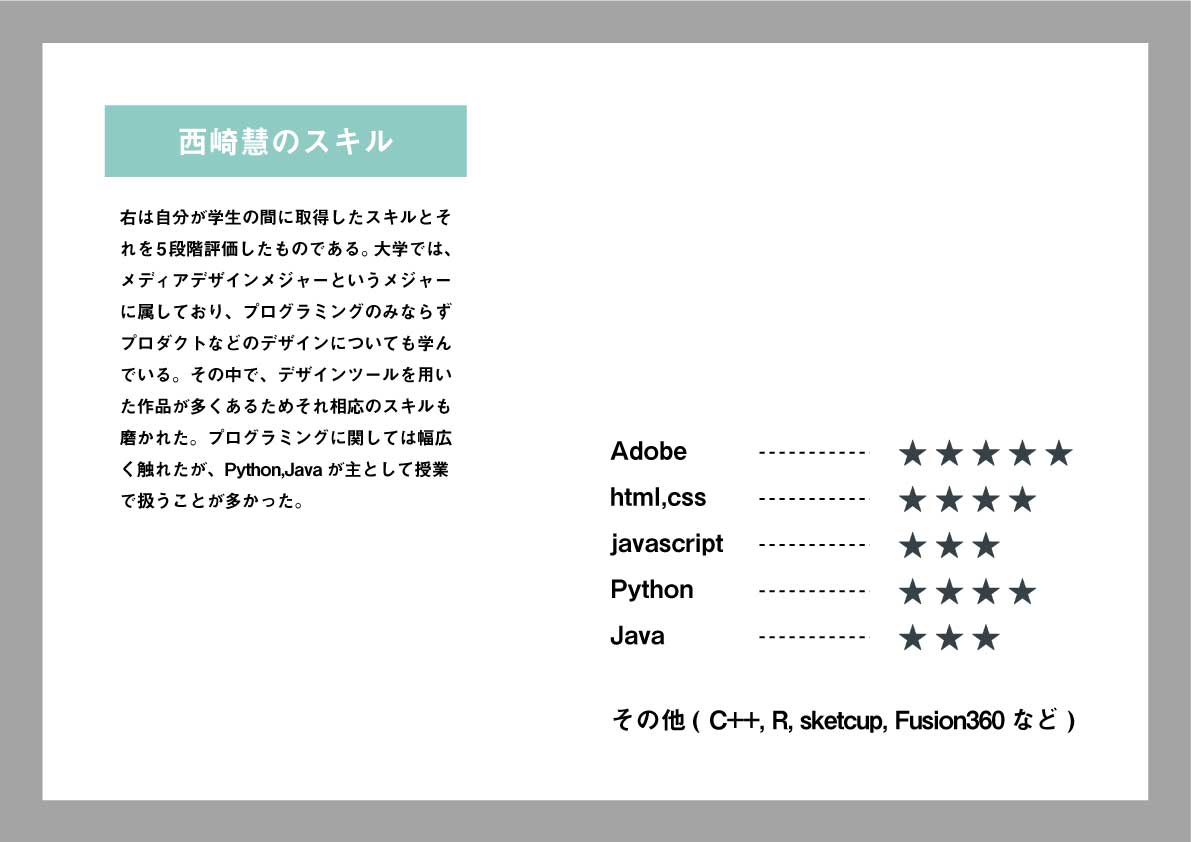 西崎慧のスキル
右は自分が学生の間に取得したスキルとそ
れを5段階評価したものである。大学では、
メディアデザインメジャーというメジャー
に属しており、プログラミングのみならず
プロダクトなどのデザインについても学ん
でいる。その中で、デザインツールを用い
た作品が多くあるためそれ相応のスキルも
磨かれた。プログラミングに関しては幅広
く触れたが、Python,Java が主として授業
で扱うことが多かった。
Adobe ----------- ★★★★★
html,css ----------- ★★★★
javascript ----------- ★★★
Python ----------- ★★★★
Java ----------- ★★★
その他 ( C++, R, sketcup, Fusion360 など )